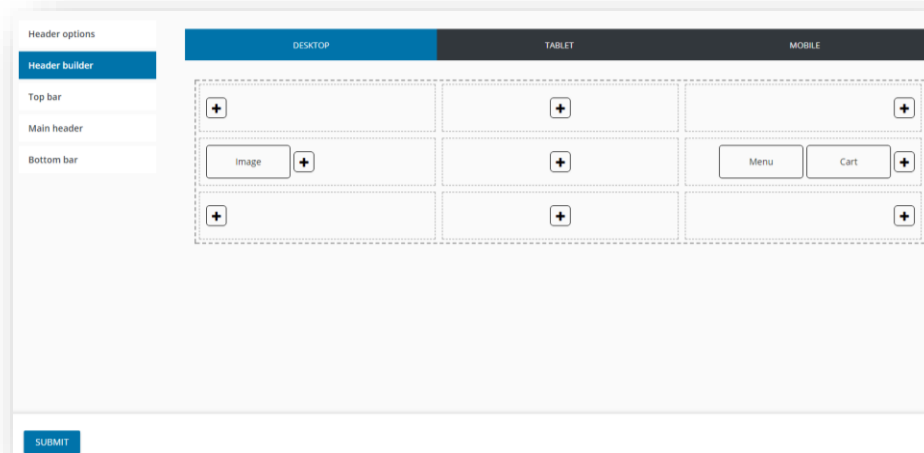 Header options
Header builder
Top bar
Main header
Bottom bar
DESKTOP TABLET MOBILE
Image Menu Cart
SUBMIT